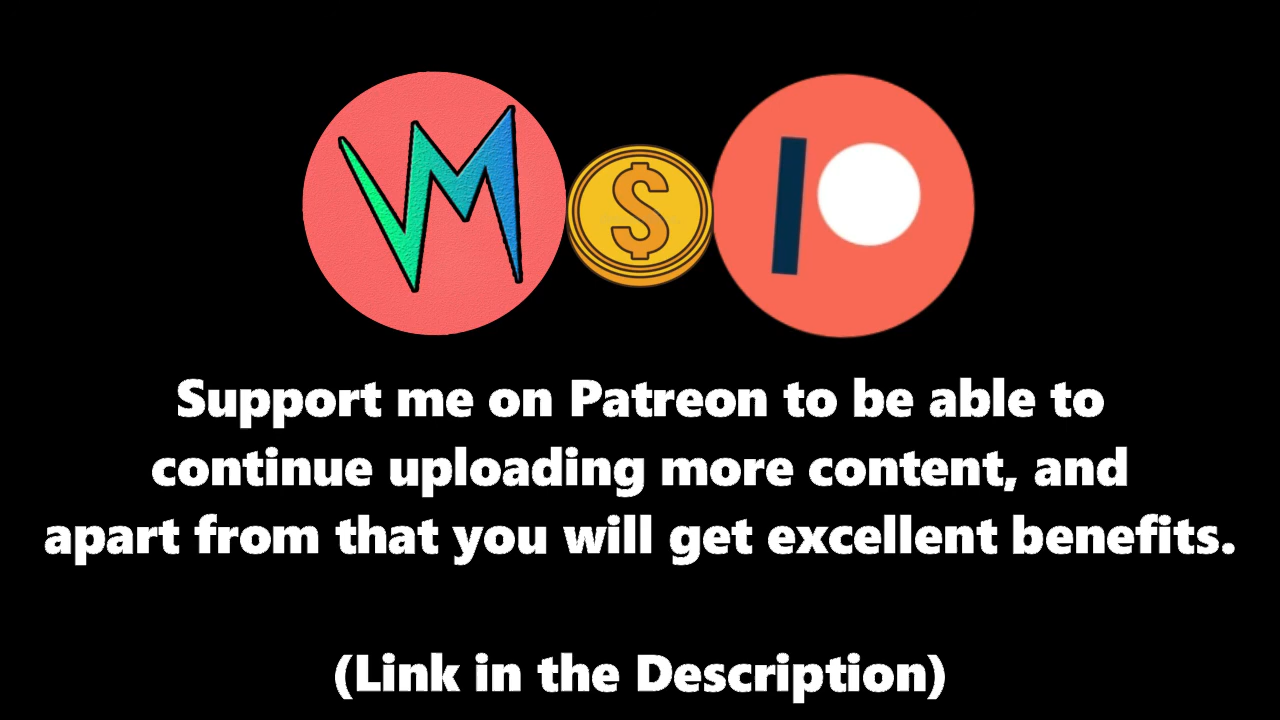 VM
$
Support me on Patreon to be able to
continue uploading more content, and
apart from that you will get excellent benefits.
(Link in the Description)